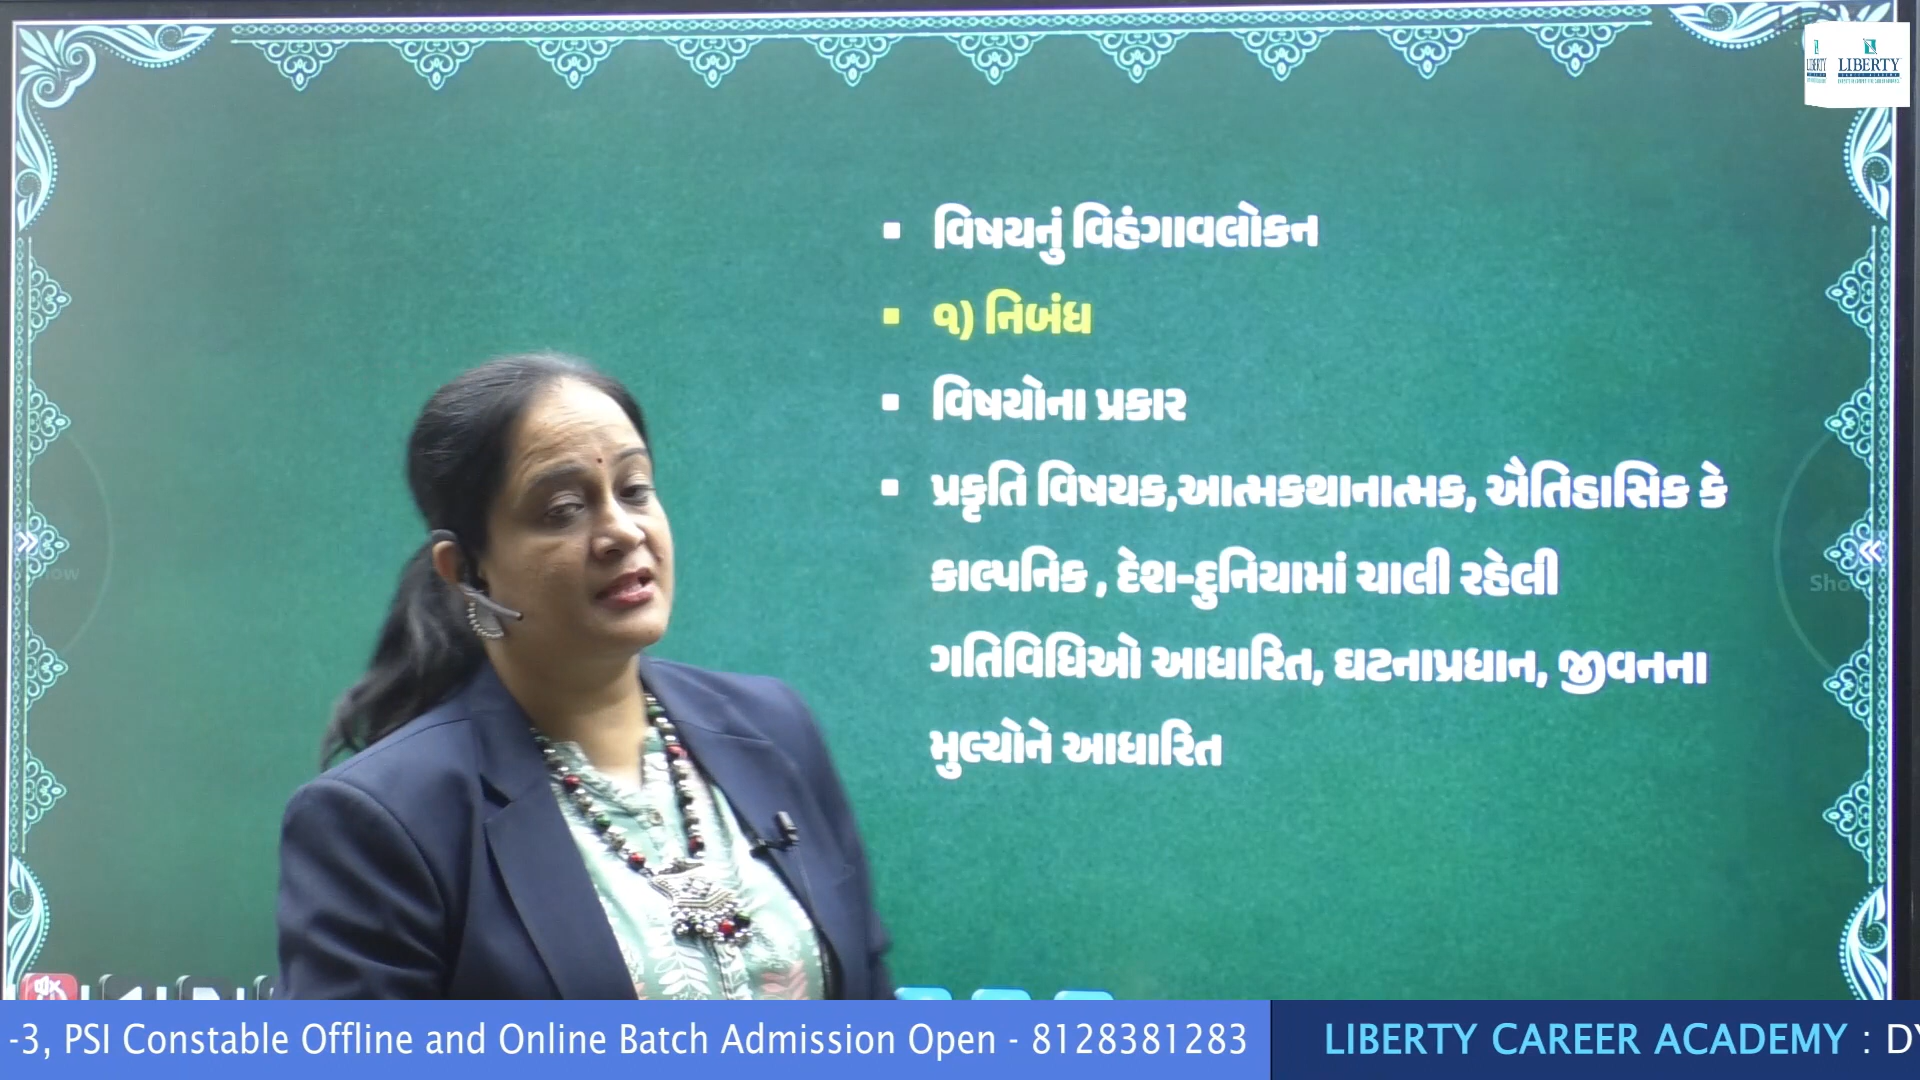 LIBERTY
વિષયનું વિહંગાવલોકન
૧) નિબંધ
વિષયોના પ્રકાર
પ્રકૃતિ વિષયક,આત્મકથાનાત્મક, ઐતિહાસિક કે
કાલ્પનિક , દેશ-દુનિયામાં ચાલી રહેલી
ગતિવિધિઓ આધારિત, ઘટનાપ્રધાન, જીવનના
મુલ્યોને આધારિત
-3, PSI Constable Offline and Online Batch Admission Open - 8128381283
LIBERTY CAREER ACADEMY : DY